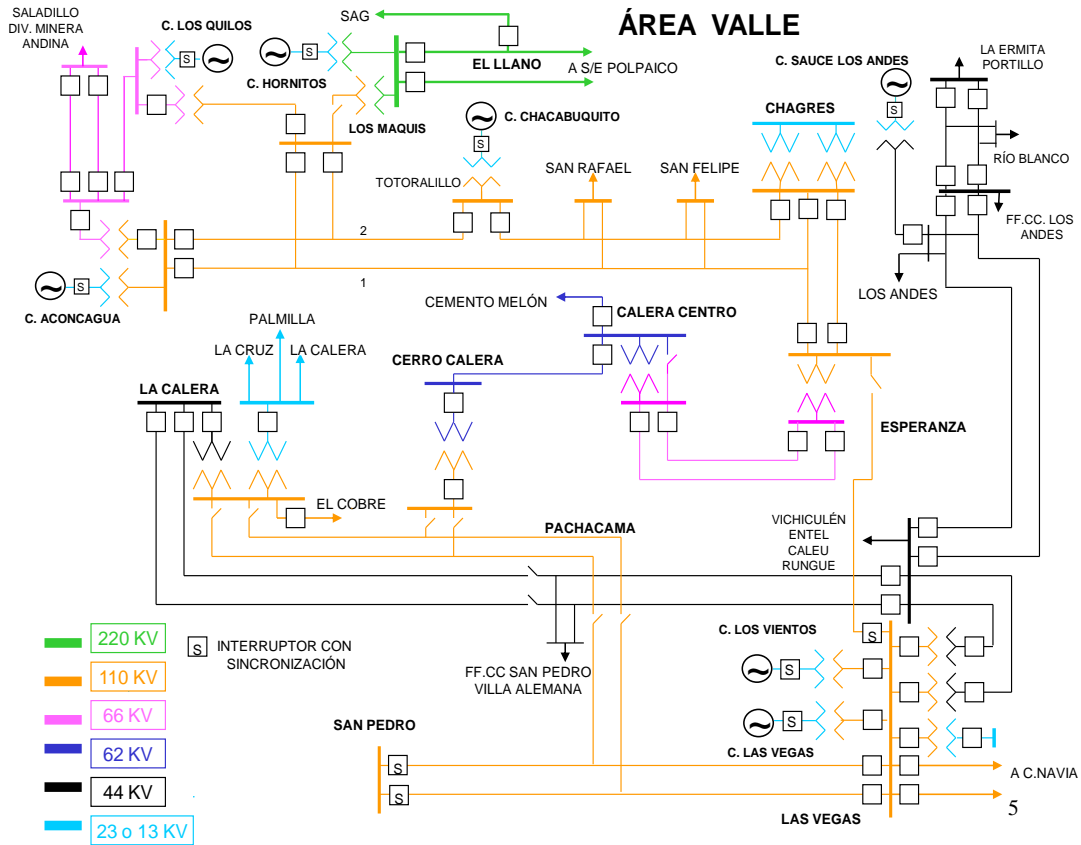 ÁREA VALLE
SALADILLO
DIV. MINERA
ANDINA
C. LOS QUILOS
S
SAG
S
C. HORNITOS
EL LLANO
A S/E POLPAICO
LOS MAQUIS
C. CHACABUQUITO
S
TOTORALILLO
SAN RAFAEL
SAN FELIPE
CHAGRES
C. SAUCE LOS ANDES
S
LA ERMITA
PORTILLO
RÍO BLANCO
FF.CC. LOS
ANDES
LOS ANDES
2
1
S
C. ACONCAGUA
PALMILLA
LA CRUZ
LA CALERA
LA CALERA
CEMENTO MELÓN
CALERA CENTRO
CERRO CALERA
ESPERANZA
EL COBRE
PACHACAMA
VICHICULÉN
ENTEL
CALEU
RUNGUE
220 KV
110 KV
66 KV
62 KV
44 KV
23 o 13 KV
S
INTERRUPTOR CON
SINCRONIZACIÓN
FF.CC SAN PEDRO
VILLA ALEMANA
C. LOS VIENTOS
S
S
S
C. LAS VEGAS
SAN PEDRO
S
S
A C.NAVIA
5
LAS VEGAS